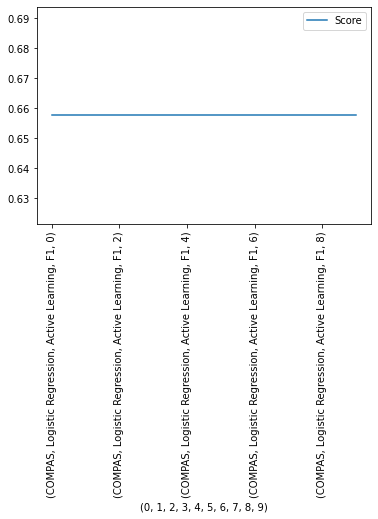 Score
0.69
0.68
0.67
0.66
0.65
0.64
0.63
(COMPAS, Logistic Regression, Active Learning, F1, 0)
(COMPAS, Logistic Regression, Active Learning, F1, 2)
(COMPAS, Logistic Regression, Active Learning, F1, 4)
(COMPAS, Logistic Regression, Active Learning, F1, 6)
(COMPAS, Logistic Regression, Active Learning, F1, 8)
(0, 1, 2, 3, 4, 5, 6, 7, 8, 9)